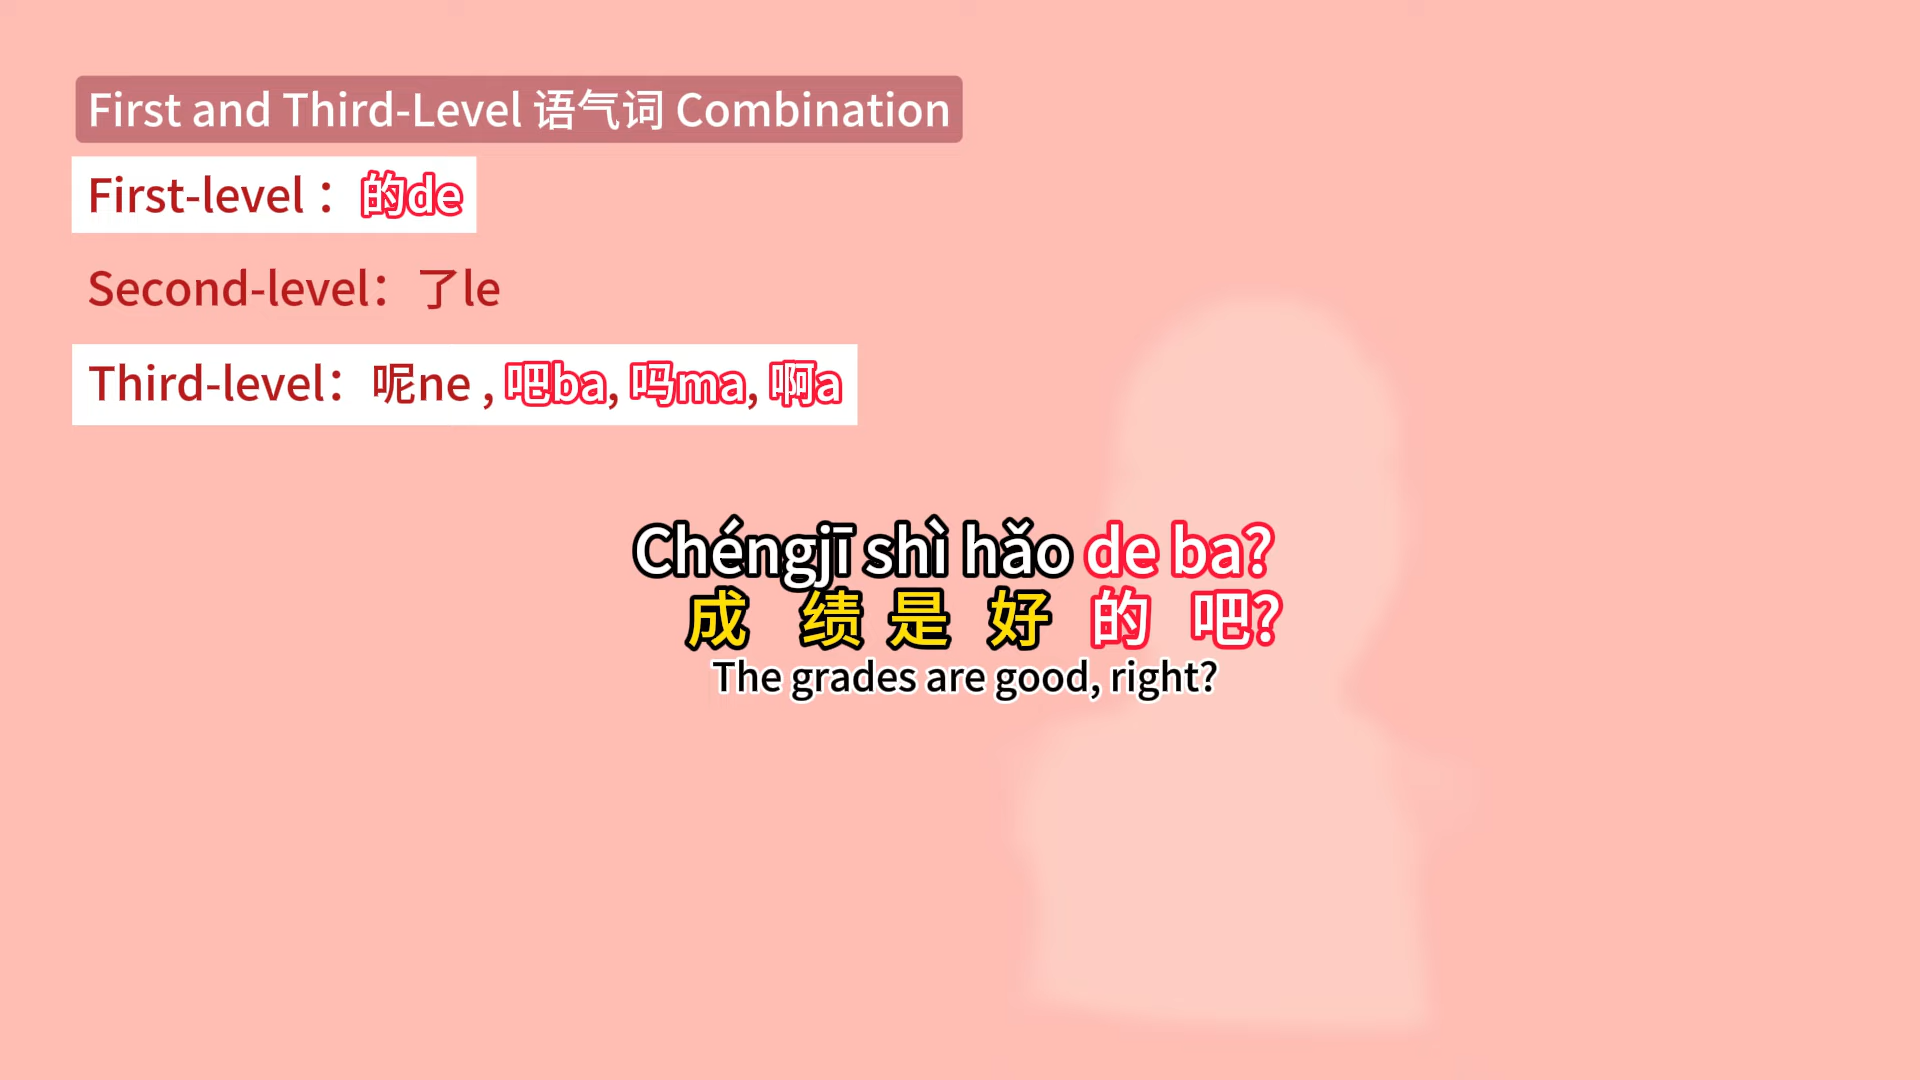 First and Third-Level 语气词 Combination
First-level： 的de
Second-level：了le
Third-level：呢ne , 吧ba, 吗ma, 啊a
Chéngjī shì hǎo de ba?
成 绩 是 好 的 吧?
The grades are good, right?